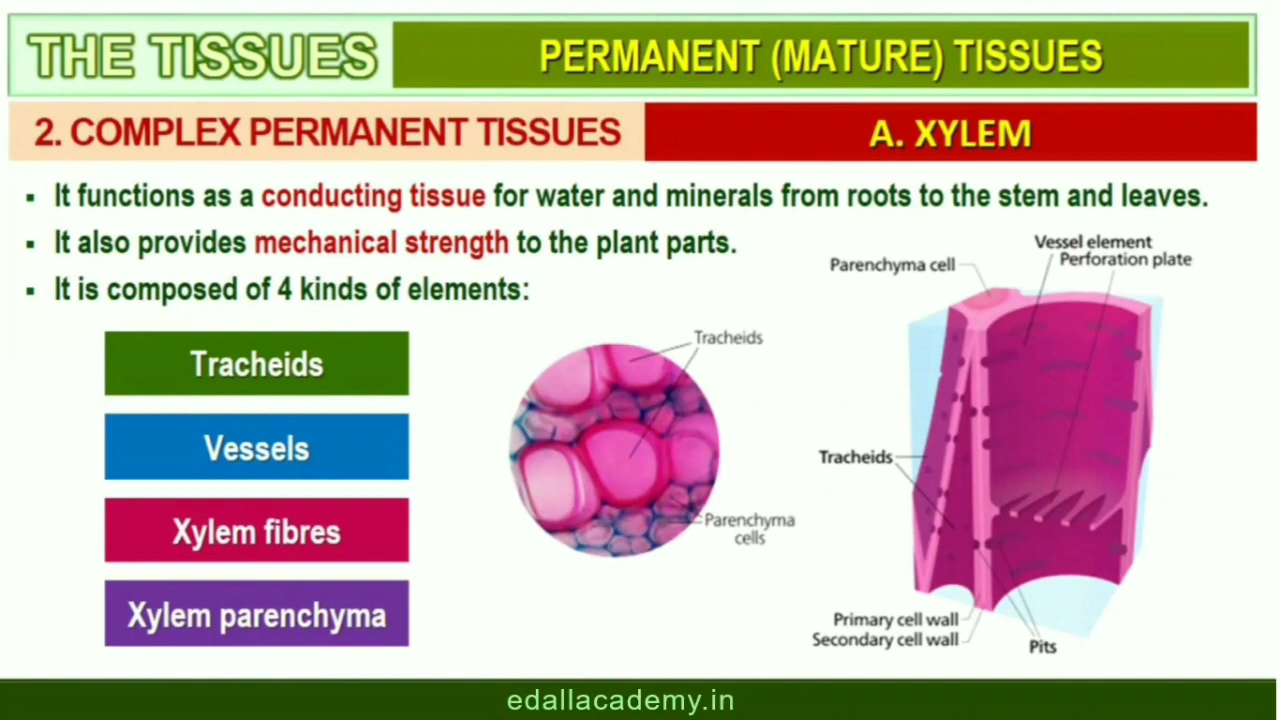 THE TISSUES
PERMANENT (MATURE) TISSUES
2. COMPLEX PERMANENT TISSUES
A. XYLEM
▪ It functions as a conducting tissue for water and minerals from roots to the stem and leaves.
▪ It also provides mechanical strength to the plant parts.
▪ It is composed of 4 kinds of elements:
Tracheids
Vessels
Xylem fibres
Xylem parenchyma
Tracheids
Parenchyma
cells
Vessel element
Parenchyma cell
Perforation plate
Tracheids
Primary cell wall
Secondary cell wall
Pits
edallacademy.in